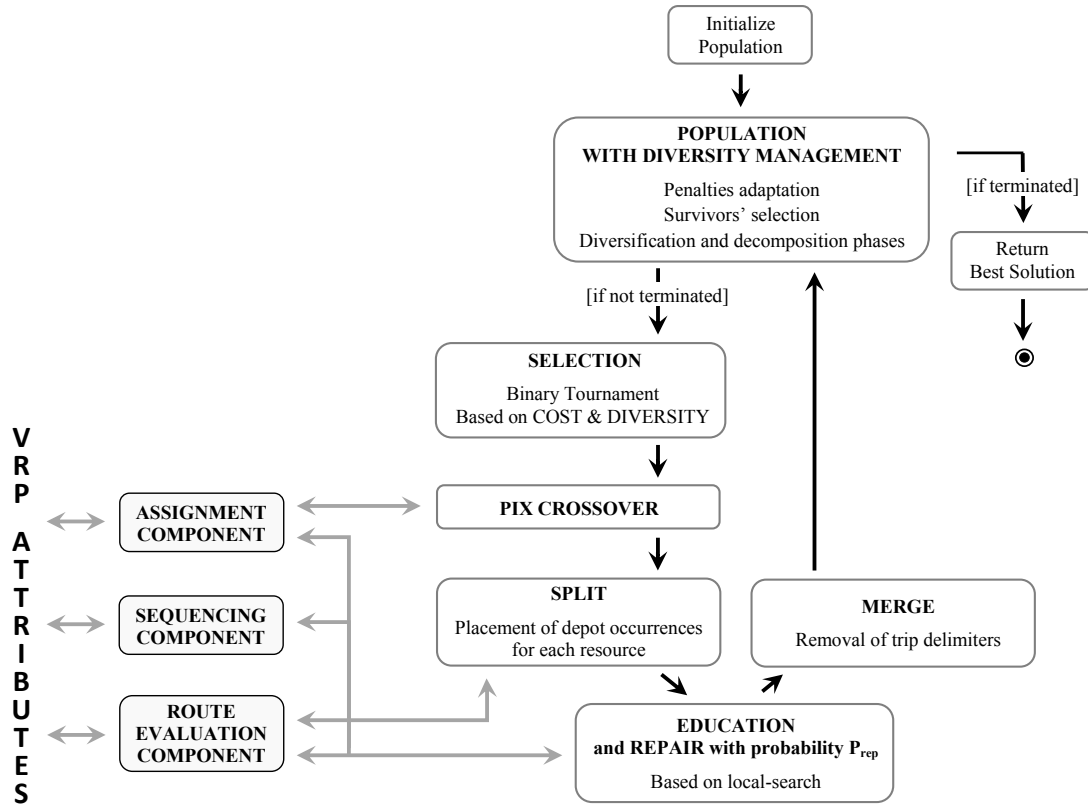 Initialize
Population
POPULATION
WITH DIVERSITY MANAGEMENT
Penalties adaptation
Survivors’ selection
Diversification and decomposition phases
[if terminated]
Return
Best Solution
[if not terminated]
SELECTION
Binary Tournament
Based on COST & DIVERSITY
PIX CROSSOVER
SPLIT
Placement of depot occurrences
for each resource
MERGE
Removal of trip delimiters
EDUCATION
and REPAIR with probability Prep
Based on local-search
VRP ATTRIBUTES
ASSIGNMENT
COMPONENT
SEQUENCING
COMPONENT
ROUTE
EVALUATION
COMPONENT